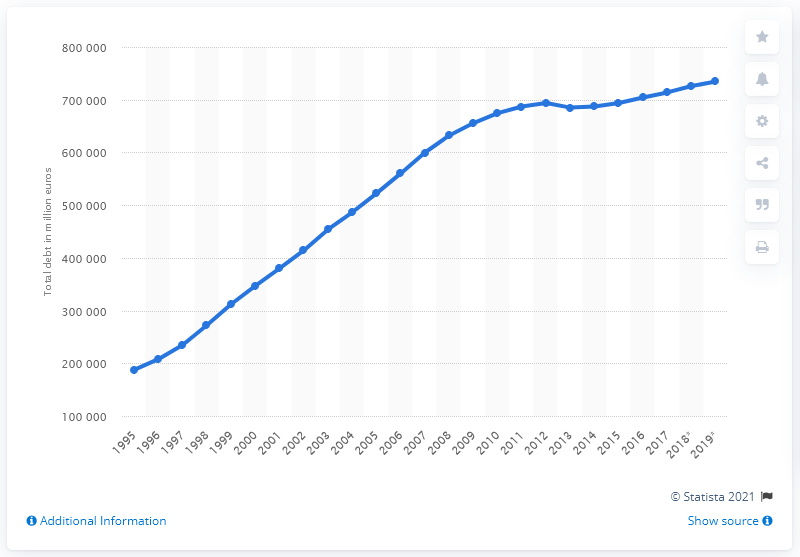 800 000
700 000
600 000
500 000
400 000
300 000
200 000
100 000
Total debt in million euros
1995 1996 1997 1998 1999 2000 2001 2002 2003 2004 2005 2006 2007 2008 2009 2010 2011 2012 2013 2014 2015 2016 2017 2018* 2019*
© Statista 2021
Additional Information
Show source